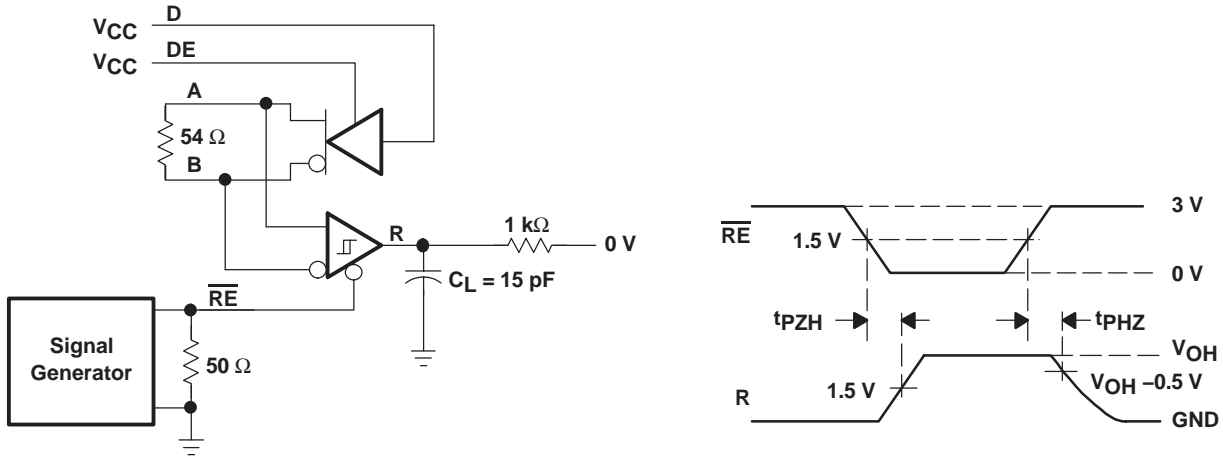 VCC D
VCC DE
A
54 Ω
B
R
1 kΩ
0 V
CL = 15 pF
RE
Signal
Generator
50 Ω
RE
3 V
1.5 V
0 V
tPZH
tPHZ
VOH
1.5 V
VOH −0.5 V
R
GND